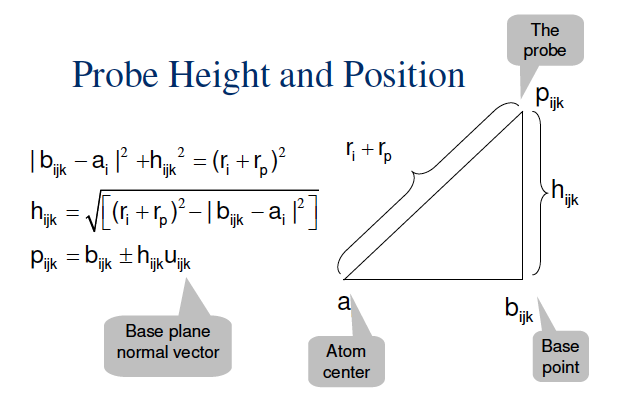 The
probe
Probe Height and Position
p_ijk
|b_ijk − a_i|² + h_ijk² = (r_i + r_p)²
r_i + r_p
h_ijk = √[(r_i + r_p)² − |b_ijk − a_i|²]
h_ijk
p_ijk = b_ijk ± h_ijk u_ijk
a
b_ijk
Base plane
normal vector
Atom
center
Base
point